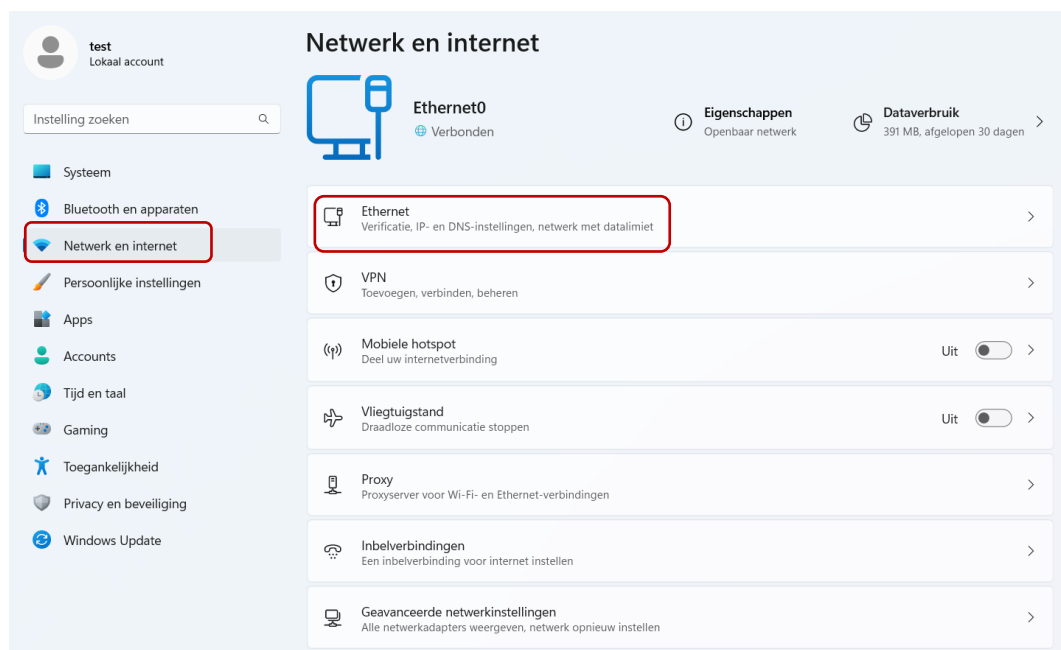 test
Lokaal account
Instelling zoeken
Systeem
Bluetooth en apparaten
Netwerk en internet
Persoonlijke instellingen
Apps
Accounts
Tijd en taal
Gaming
Toegankelijkheid
Privacy en beveiliging
Windows Update
Netwerk en internet
Ethernet0
Verbonden
Eigenschappen
Openbaar netwerk
Dataverbruik
391 MB, afgelopen 30 dagen
Ethernet
Verificatie, IP- en DNS-instellingen, netwerk met datalimiet
VPN
Toevoegen, verbinden, beheren
Mobiele hotspot
Deel uw internetverbinding
Uit
Vliegtuigstand
Draadloze communicatie stoppen
Uit
Proxy
Proxyserver voor Wi-Fi- en Ethernet-verbindingen
Inbelverbindingen
Een inbelverbinding voor internet instellen
Geavanceerde netwerkinstellingen
Alle netwerkadapters weergeven, netwerk opnieuw instellen